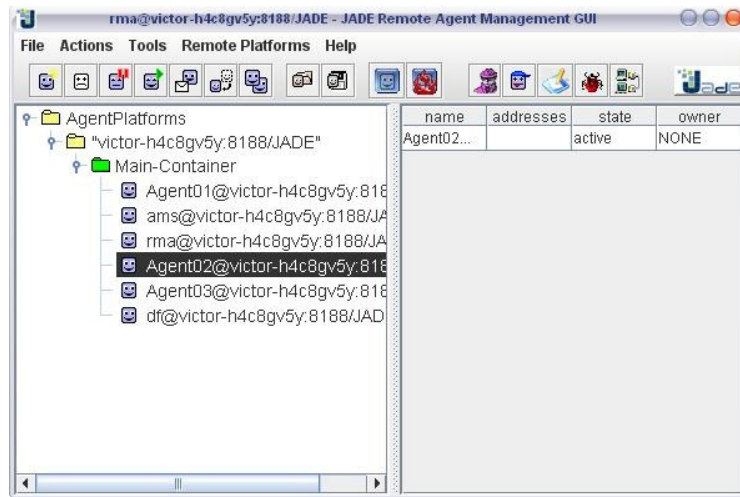 rma@victor-h4c8gv5y:8188/JADE - JADE Remote Agent Management GUI
File Actions Tools Remote Platforms Help
Jade
AgentPlatforms
"victor-h4c8gv5y:8188/JADE"
Main-Container
Agent01@victor-h4c8gv5y:818
ams@victor-h4c8gv5y:8188/JA
rma@victor-h4c8gv5y:8188/JA
Agent02@victor-h4c8gv5y:818
Agent03@victor-h4c8gv5y:818
df@victor-h4c8gv5y:8188/JAD
name addresses state owner
Agent02... active NONE